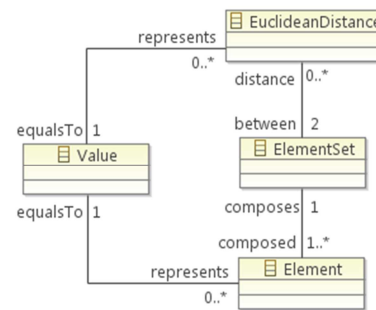 EuclideanDistance
represents
0..*
distance 0..*
equalsTo 1
between 2
Value
ElementSet
equalsTo 1
composes 1
composed 1..*
represents
Element
0..*